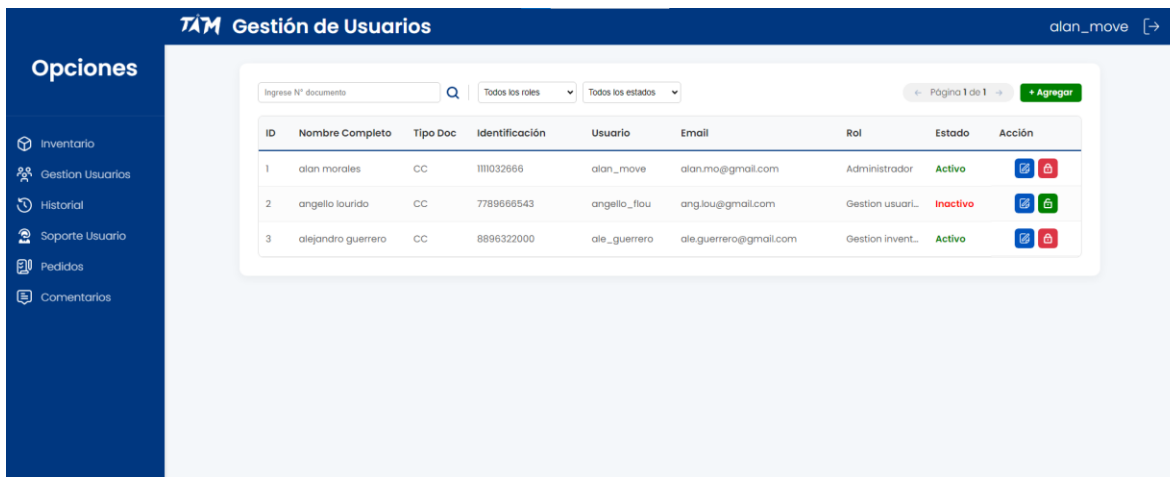 TAM Gestión de Usuarios
alan_move
Opciones
Inventario
Gestion Usuarios
Historial
Soporte Usuario
Pedidos
Comentarios
Ingrese N° documento
Todos los roles
Todos los estados
← Página 1 de 1 →
+ Agregar
ID Nombre Completo Tipo Doc Identificación Usuario Email Rol Estado Acción
1 alan morales CC 1111032666 alan_move alan.mo@gmail.com Administrador Activo
2 angello lourido CC 7789666543 angello_flou ang.lou@gmail.com Gestion usuari... Inactivo
3 alejandro guerrero CC 8896322000 ale_guerrero ale.guerrero@gmail.com Gestion invent... Activo